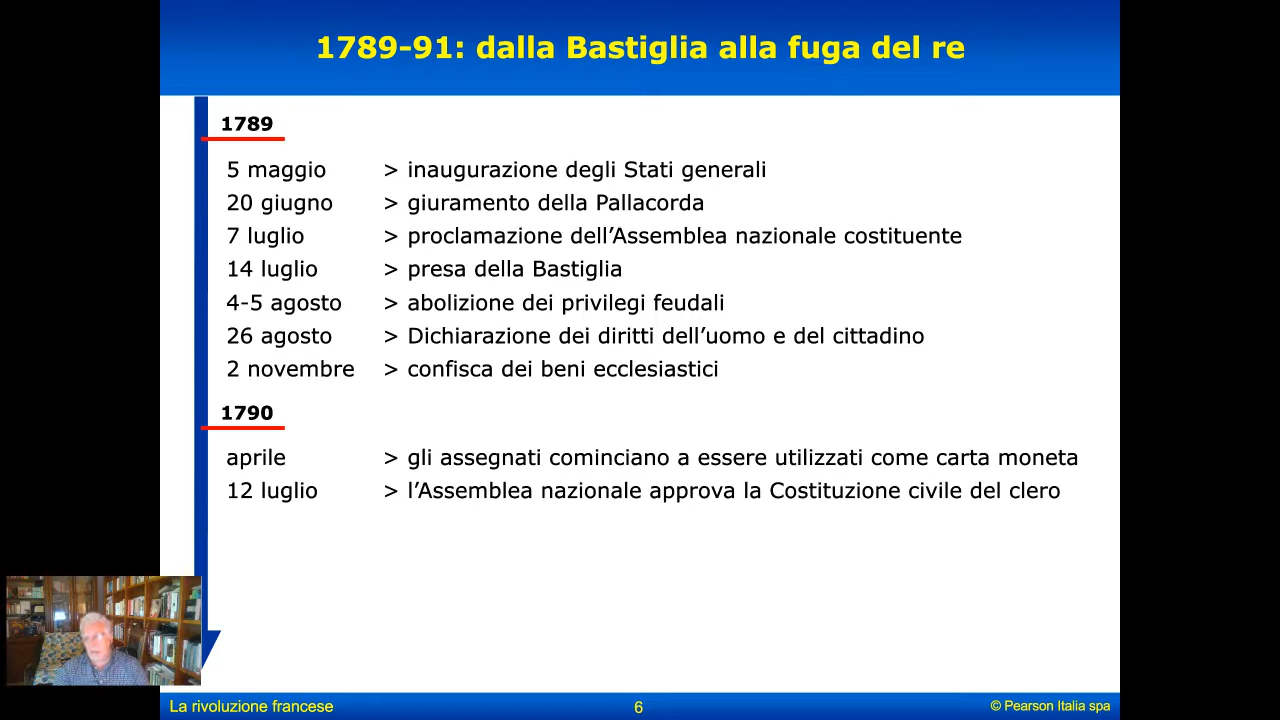 1789-91: dalla Bastiglia alla fuga del re
1789
5 maggio > inaugurazione degli Stati generali
20 giugno > giuramento della Pallacorda
7 luglio > proclamazione dell’Assemblea nazionale costituente
14 luglio > presa della Bastiglia
4-5 agosto > abolizione dei privilegi feudali
26 agosto > Dichiarazione dei diritti dell’uomo e del cittadino
2 novembre > confisca dei beni ecclesiastici
1790
aprile > gli assegnati cominciano a essere utilizzati come carta moneta
12 luglio > l’Assemblea nazionale approva la Costituzione civile del clero
La rivoluzione francese 6 © Pearson Italia spa